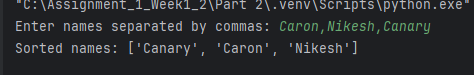 "C:\Assignment_1_Week1_2\Part 2\.venv\Scripts\python.exe"
Enter names separated by commas: Caron,Nikesh,Canary
Sorted names: ['Canary', 'Caron', 'Nikesh']